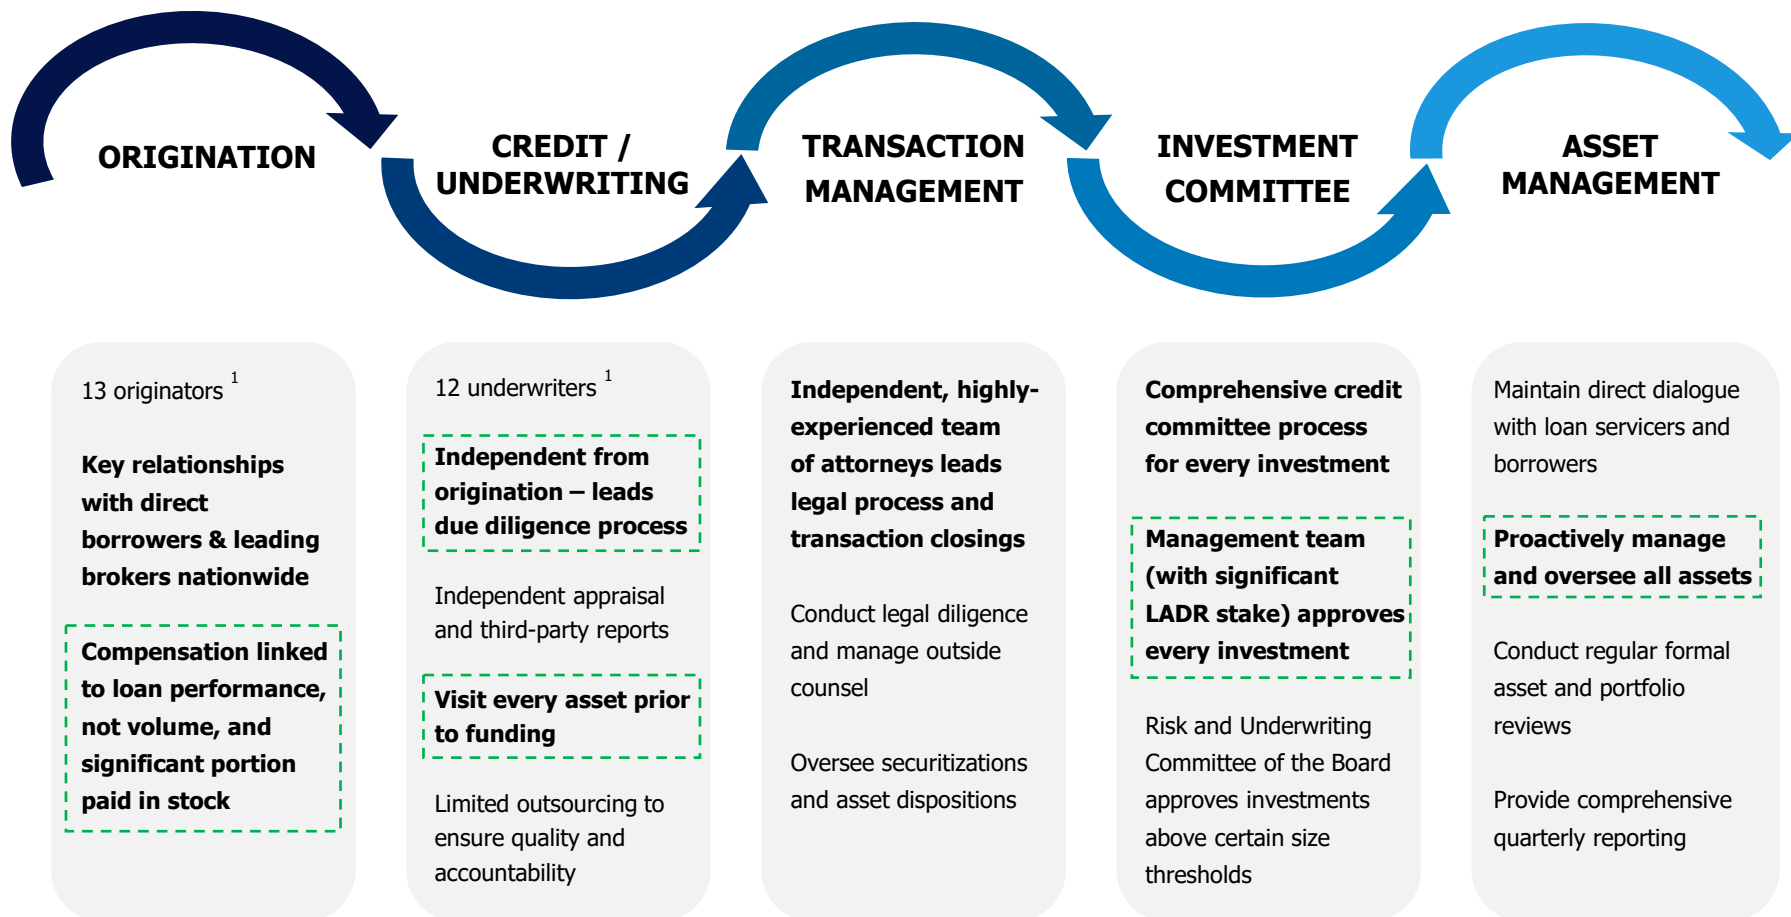 ORIGINATION
CREDIT /
UNDERWRITING
TRANSACTION
MANAGEMENT
INVESTMENT
COMMITTEE
ASSET
MANAGEMENT
13 originators 1
Key relationships
with direct
borrowers & leading
brokers nationwide
Compensation linked
to loan performance,
not volume, and
significant portion
paid in stock
12 underwriters 1
Independent from
origination – leads
due diligence process
Independent appraisal
and third-party reports
Visit every asset prior
to funding
Limited outsourcing to
ensure quality and
accountability
Independent, highly-
experienced team
of attorneys leads
legal process and
transaction closings
Conduct legal diligence
and manage outside
counsel
Oversee securitizations
and asset dispositions
Comprehensive credit
committee process
for every investment
Management team
(with significant
LADR stake) approves
every investment
Risk and Underwriting
Committee of the Board
approves investments
above certain size
thresholds
Maintain direct dialogue
with loan servicers and
borrowers
Proactively manage
and oversee all assets
Conduct regular formal
asset and portfolio
reviews
Provide comprehensive
quarterly reporting